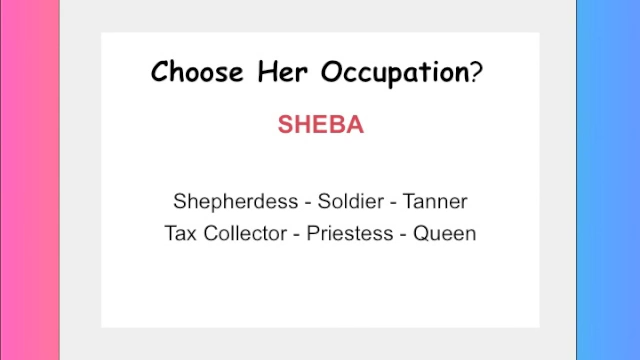 Choose Her Occupation?
SHEBA
Shepherdess - Soldier - Tanner
Tax Collector - Priestess - Queen